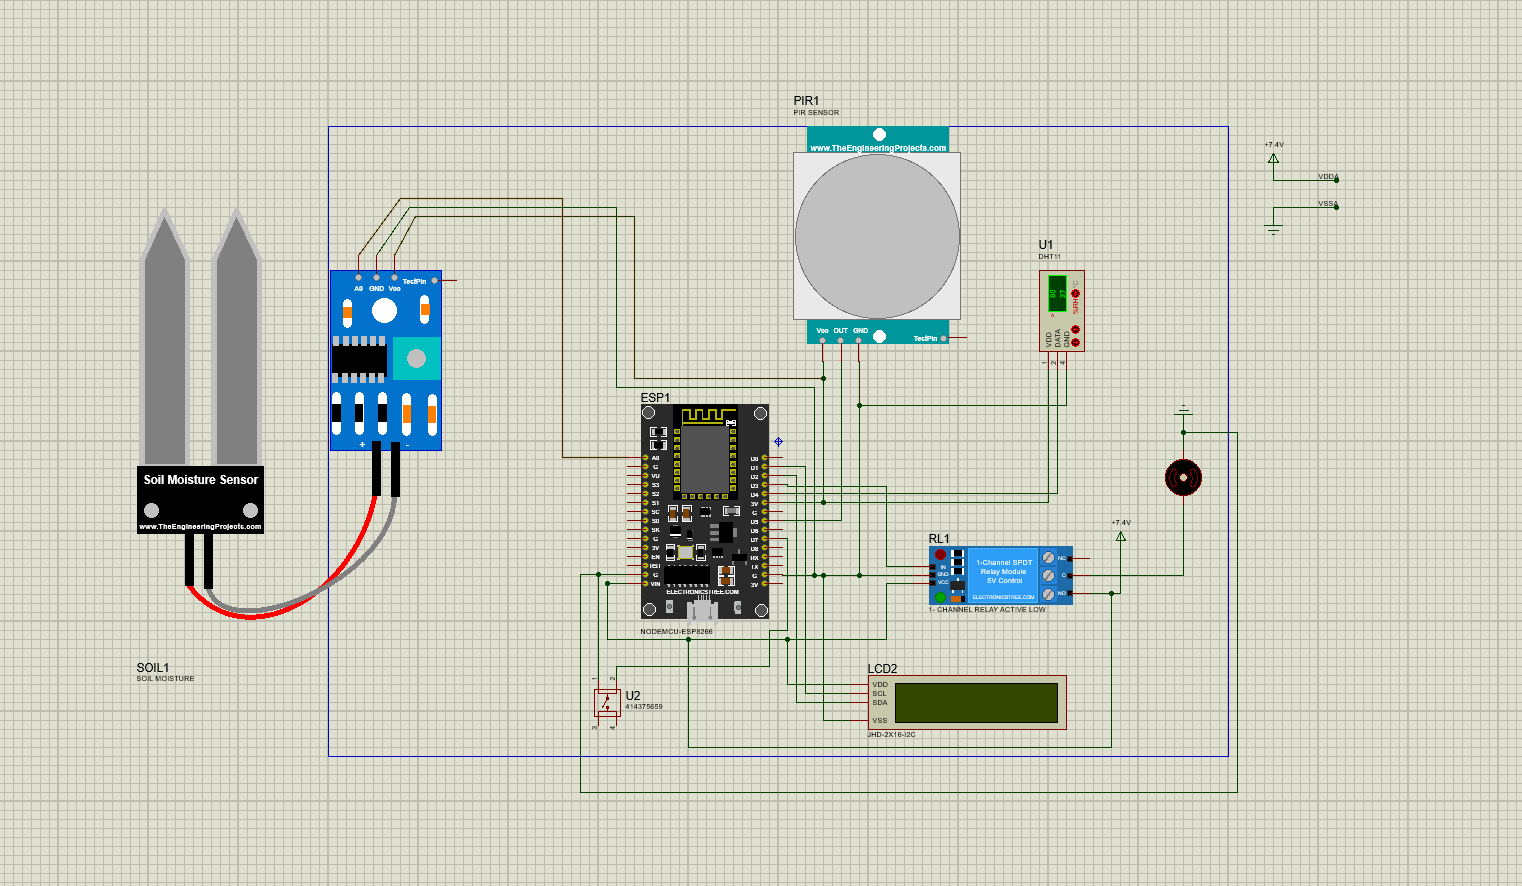 PIR1
PIR SENSOR
www.TheEngineeringProjects.com
Vcc OUT GND
TestPin
+7.4V
VDDA
VSSA
U1
DHT11
80
27
°C
%RH
VDD
DATA
GND
1
2
4
A0 GND Vcc TestPin
+ -
Soil Moisture Sensor
www.TheEngineeringProjects.com
SOIL1
SOIL MOISTURE
ESP1
A0
G
VU
S3
S2
S1
SC
S0
SK
G
3V
EN
RST
G
VIN
D0
D1
D2
D3
D4
3V
G
D5
D6
D7
D8
RX
TX
G
3V
ELECTRONICSTREE.COM
NODEMCU-ESP8266
RL1
IN
GND
VCC
1-Channel SPDT
Relay Module
5V Control
ELECTRONICSTREE.COM
NC
C
NO
1- CHANNEL RELAY ACTIVE LOW
+7.4V
U2
414375659
1
2
3
4
LCD2
VDD
SCL
SDA
VSS
JHD-2X16-I2C